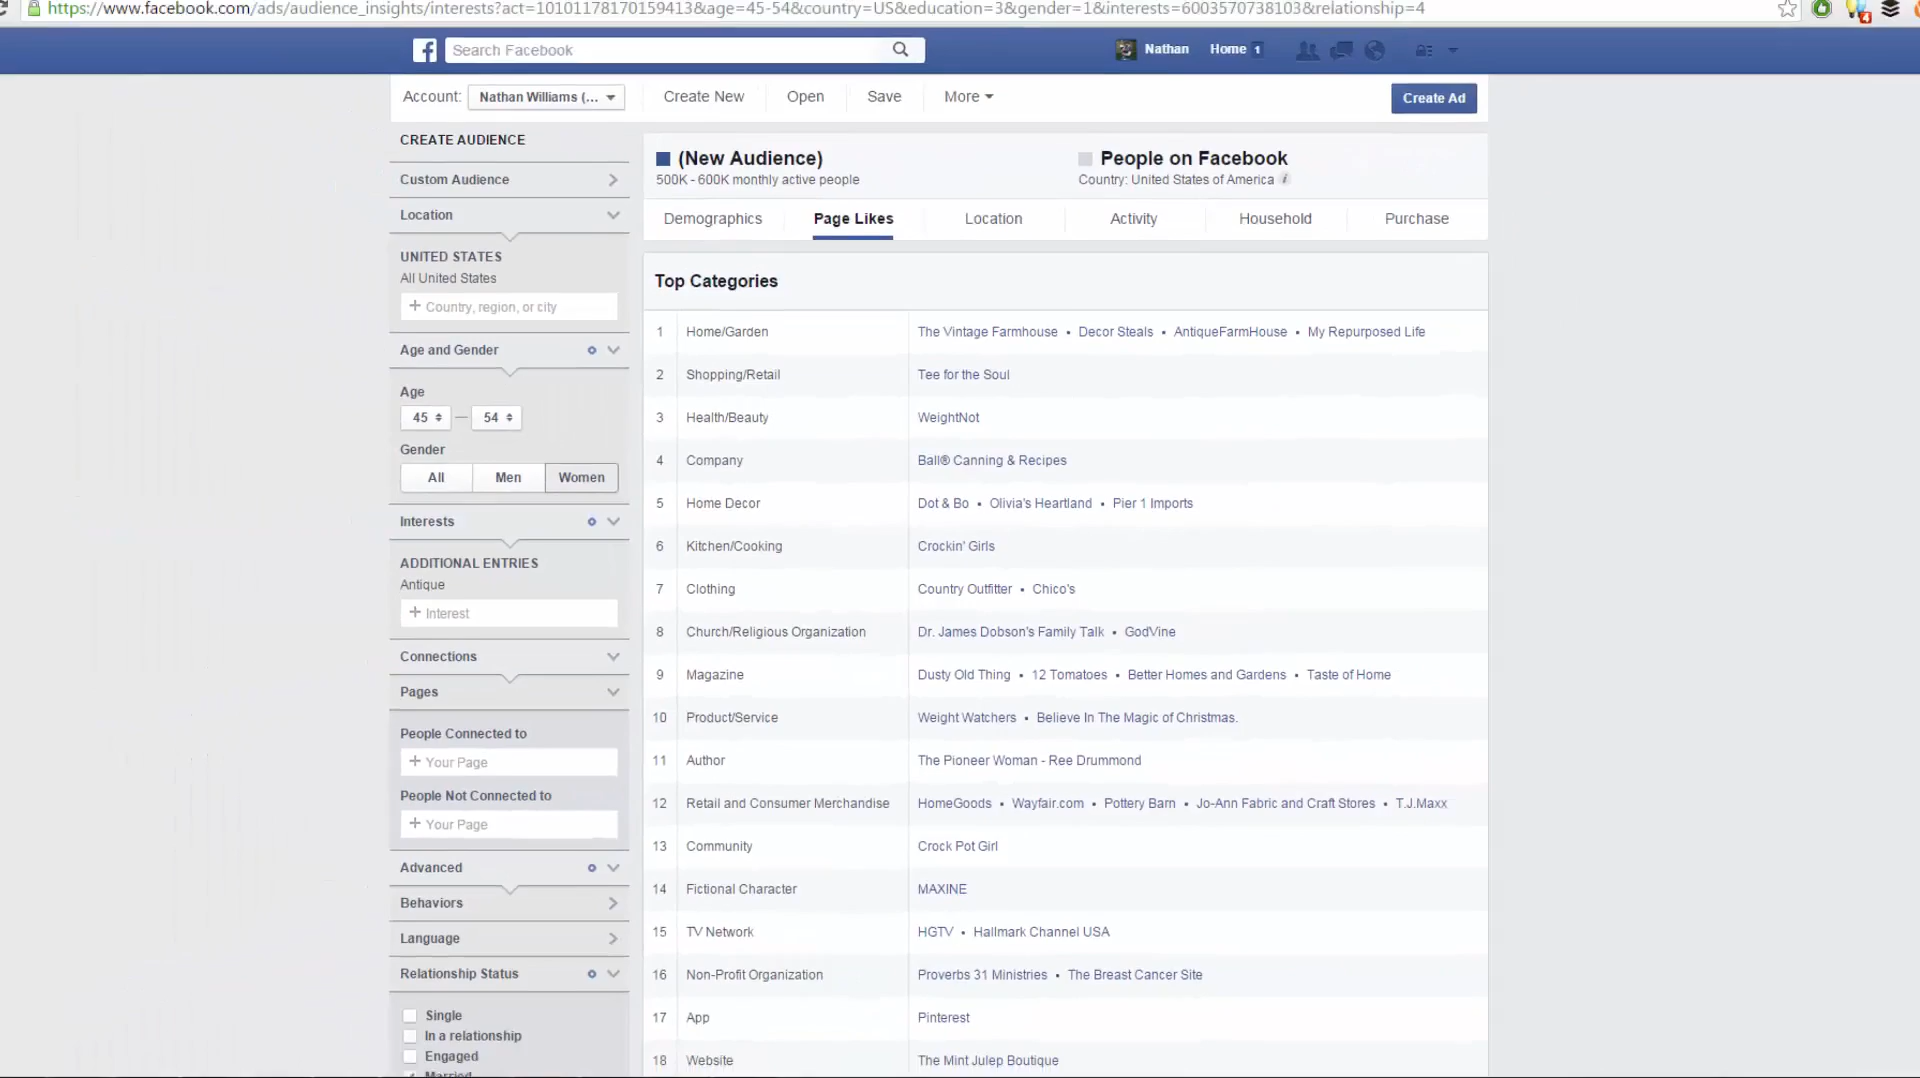 https://www.facebook.com/ads/audience_insights/interests?act=10101178170159413&age=45-54&country=US&education=3&gender=1&interests=6003570738103&relationship=4
4
Search Facebook
Nathan
Home 1
Account:
Nathan Williams (...
Create New
Open
Save
More
Create Ad
CREATE AUDIENCE
Custom Audience
Location
UNITED STATES
All United States
+ Country, region, or city
Age and Gender
Age
45 — 54
Gender
All
Men
Women
Interests
ADDITIONAL ENTRIES
Antique
+ Interest
Connections
Pages
People Connected to
+ Your Page
People Not Connected to
+ Your Page
Advanced
Behaviors
Language
Relationship Status
Single
In a relationship
Engaged
Married
(New Audience)
500K - 600K monthly active people
People on Facebook
Country: United States of America i
Demographics
Page Likes
Location
Activity
Household
Purchase
Top Categories
1 Home/Garden The Vintage Farmhouse • Decor Steals • AntiqueFarmHouse • My Repurposed Life
2 Shopping/Retail Tee for the Soul
3 Health/Beauty WeightNot
4 Company Ball® Canning & Recipes
5 Home Decor Dot & Bo • Olivia's Heartland • Pier 1 Imports
6 Kitchen/Cooking Crockin' Girls
7 Clothing Country Outfitter • Chico's
8 Church/Religious Organization Dr. James Dobson's Family Talk • GodVine
9 Magazine Dusty Old Thing • 12 Tomatoes • Better Homes and Gardens • Taste of Home
10 Product/Service Weight Watchers • Believe In The Magic of Christmas.
11 Author The Pioneer Woman - Ree Drummond
12 Retail and Consumer Merchandise HomeGoods • Wayfair.com • Pottery Barn • Jo-Ann Fabric and Craft Stores • T.J.Maxx
13 Community Crock Pot Girl
14 Fictional Character MAXINE
15 TV Network HGTV • Hallmark Channel USA
16 Non-Profit Organization Proverbs 31 Ministries • The Breast Cancer Site
17 App Pinterest
18 Website The Mint Julep Boutique